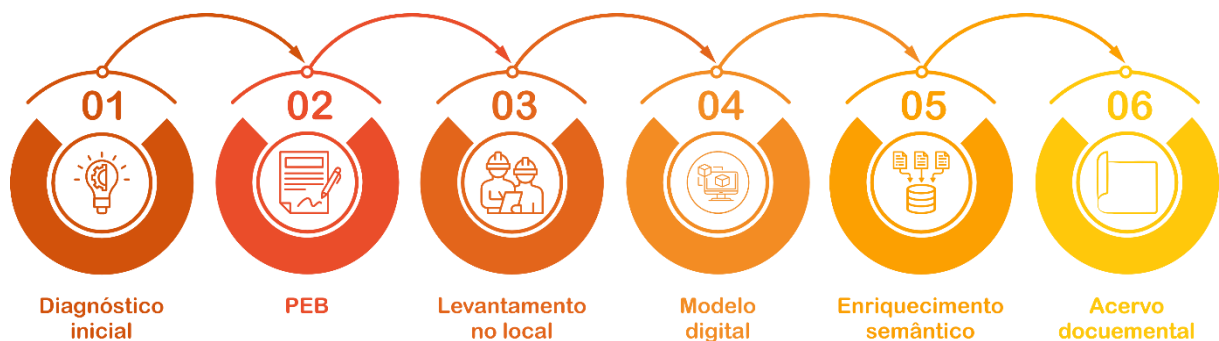 01
02
03
04
05
06
Diagnóstico
inicial
PEB
Levantamento
no local
Modelo
digital
Enriquecimento
semântico
Acervo
docuemental